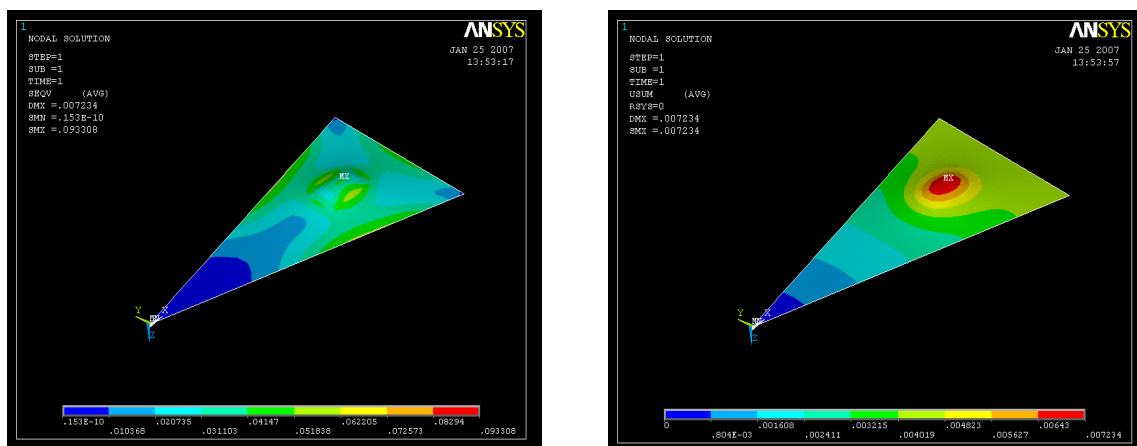 1
ANSYS
NODAL SOLUTION
JAN 25 2007
13:53:17
STEP=1
SUB =1
TIME=1
SEQV (AVG)
DMX =.007234
SMN =.153E-10
SMX =.093308
MX
Y
X
MN
Z
.153E-10 .020735 .04147 .062205 .08294
.010368 .031103 .051838 .072573 .093308
1
ANSYS
NODAL SOLUTION
JAN 25 2007
13:53:57
STEP=1
SUB =1
TIME=1
USUM (AVG)
RSYS=0
DMX =.007234
SMX =.007234
MX
Y
X
MN
Z
0 .001608 .003215 .004823 .00643
.804E-03 .002411 .004019 .005627 .007234